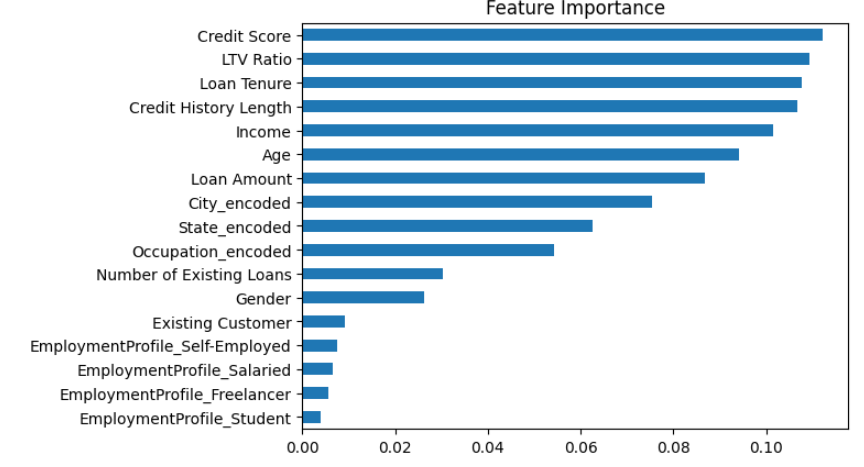 Feature Importance
Credit Score
LTV Ratio
Loan Tenure
Credit History Length
Income
Age
Loan Amount
City_encoded
State_encoded
Occupation_encoded
Number of Existing Loans
Gender
Existing Customer
EmploymentProfile_Self-Employed
EmploymentProfile_Salaried
EmploymentProfile_Freelancer
EmploymentProfile_Student
0.00 0.02 0.04 0.06 0.08 0.10